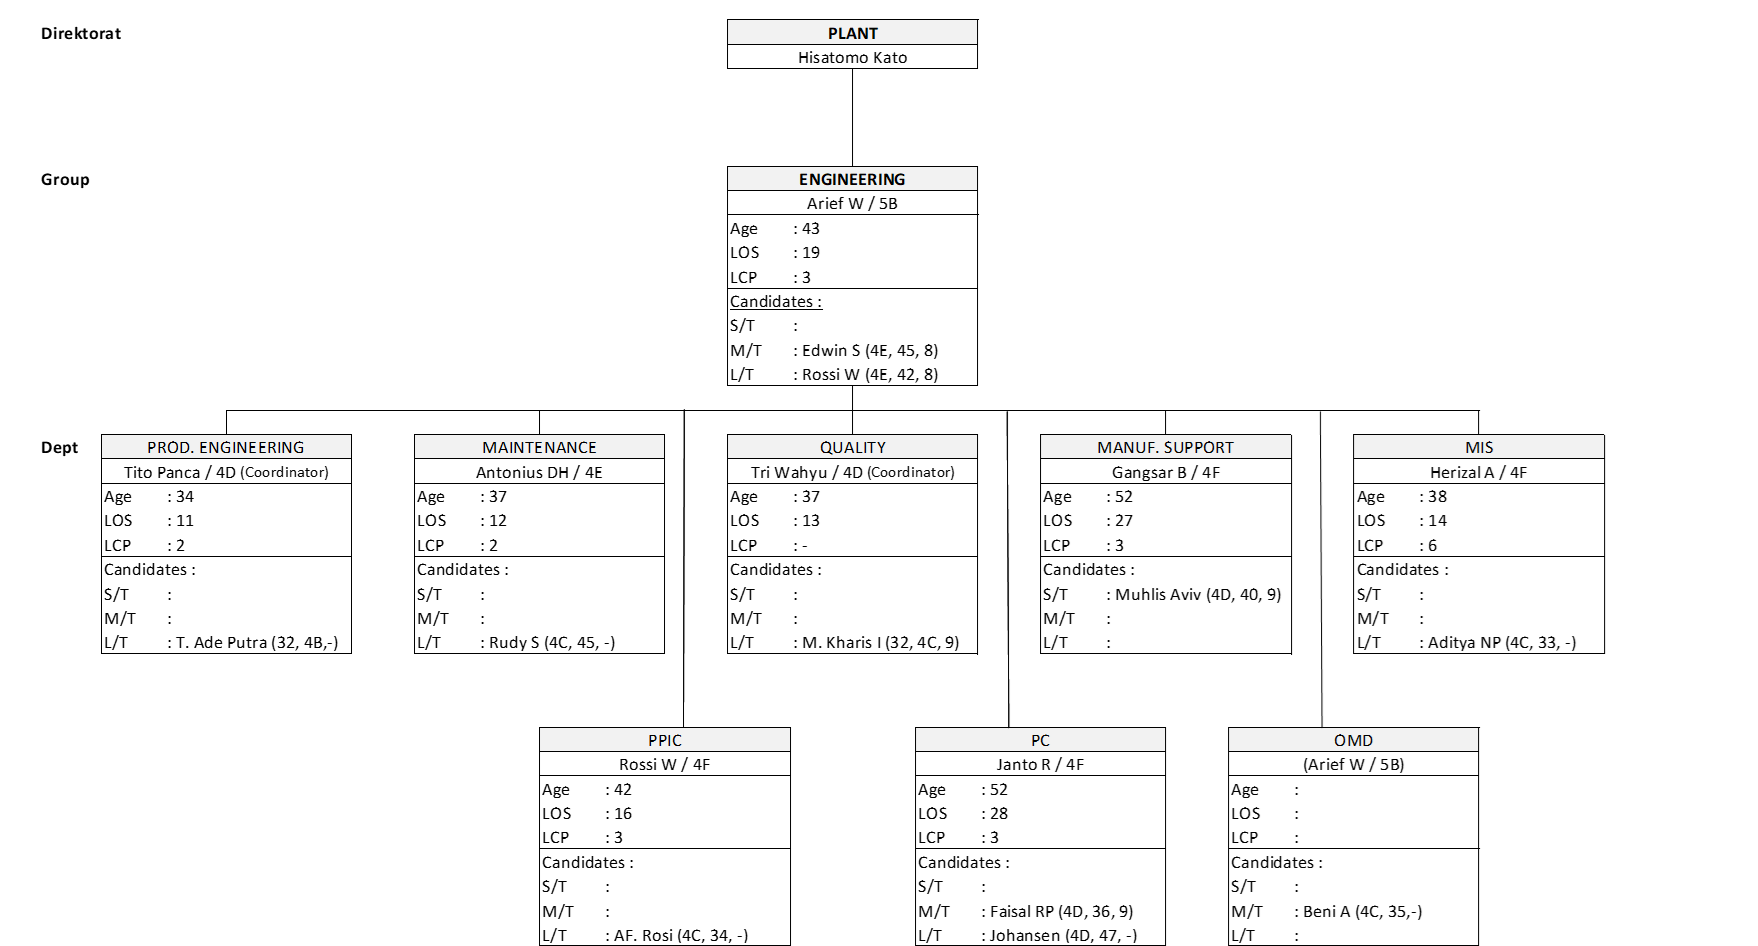 Direktorat
PLANT
Hisatomo Kato
Group
ENGINEERING
Arief W / 5B
Age : 43
LOS : 19
LCP : 3
Candidates :
S/T :
M/T : Edwin S (4E, 45, 8)
L/T : Rossi W (4E, 42, 8)
Dept
PROD. ENGINEERING
Tito Panca / 4D (Coordinator)
Age : 34
LOS : 11
LCP : 2
Candidates :
S/T :
M/T :
L/T : T. Ade Putra (32, 4B,-)
MAINTENANCE
Antonius DH / 4E
Age : 37
LOS : 12
LCP : 2
Candidates :
S/T :
M/T :
L/T : Rudy S (4C, 45, -)
QUALITY
Tri Wahyu / 4D (Coordinator)
Age : 37
LOS : 13
LCP : -
Candidates :
S/T :
M/T :
L/T : M. Kharis I (32, 4C, 9)
MANUF. SUPPORT
Gangsar B / 4F
Age : 52
LOS : 27
LCP : 3
Candidates :
S/T : Muhlis Aviv (4D, 40, 9)
M/T :
L/T :
MIS
Herizal A / 4F
Age : 38
LOS : 14
LCP : 6
Candidates :
S/T :
M/T :
L/T : Aditya NP (4C, 33, -)
PPIC
Rossi W / 4F
Age : 42
LOS : 16
LCP : 3
Candidates :
S/T :
M/T :
L/T : AF. Rosi (4C, 34, -)
PC
Janto R / 4F
Age : 52
LOS : 28
LCP : 3
Candidates :
S/T :
M/T : Faisal RP (4D, 36, 9)
L/T : Johansen (4D, 47, -)
OMD
(Arief W / 5B)
Age :
LOS :
LCP :
Candidates :
S/T :
M/T : Beni A (4C, 35,-)
L/T :